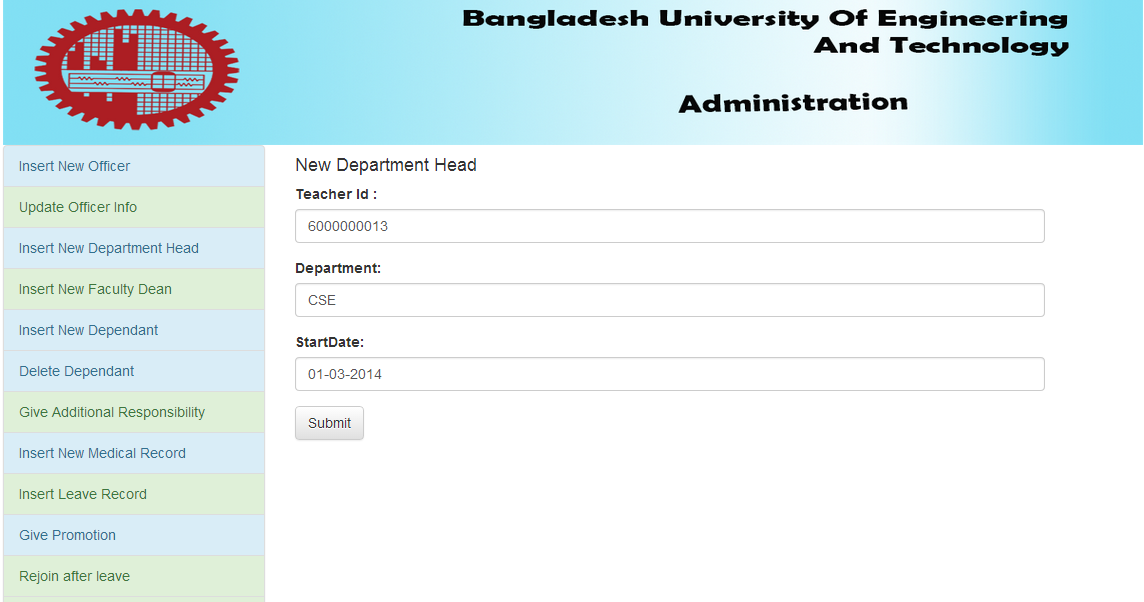 Bangladesh University Of Engineering
And Technology
Administration
Insert New Officer
Update Officer Info
Insert New Department Head
Insert New Faculty Dean
Insert New Dependant
Delete Dependant
Give Additional Responsibility
Insert New Medical Record
Insert Leave Record
Give Promotion
Rejoin after leave
New Department Head
Teacher Id :
6000000013
Department:
CSE
StartDate:
01-03-2014
Submit